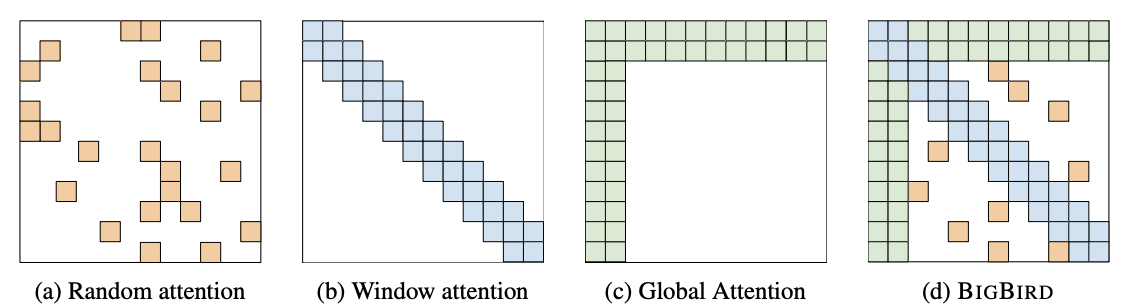 (a) Random attention
(b) Window attention
(c) Global Attention
(d) BIGBIRD